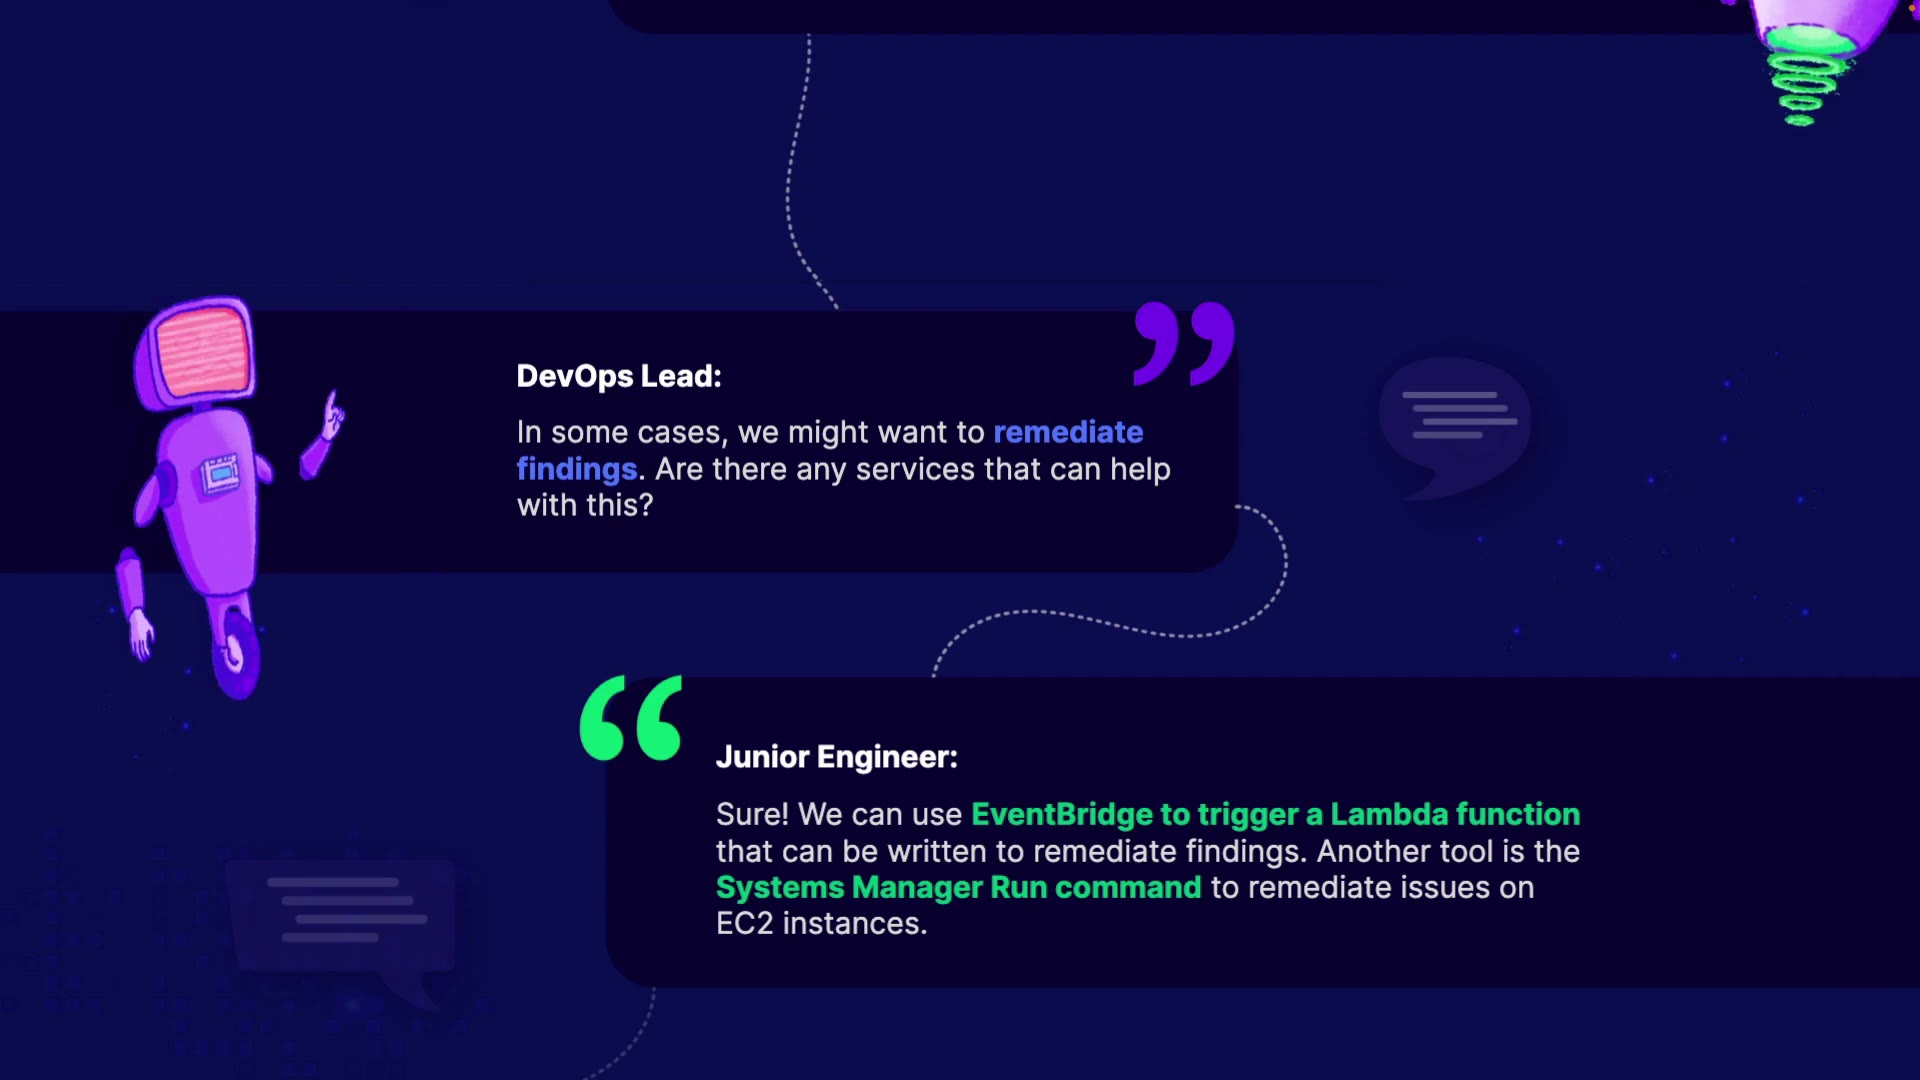 DevOps Lead:
In some cases, we might want to remediate
findings. Are there any services that can help
with this?
Junior Engineer:
Sure! We can use EventBridge to trigger a Lambda function
that can be written to remediate findings. Another tool is the
Systems Manager Run command to remediate issues on
EC2 instances.